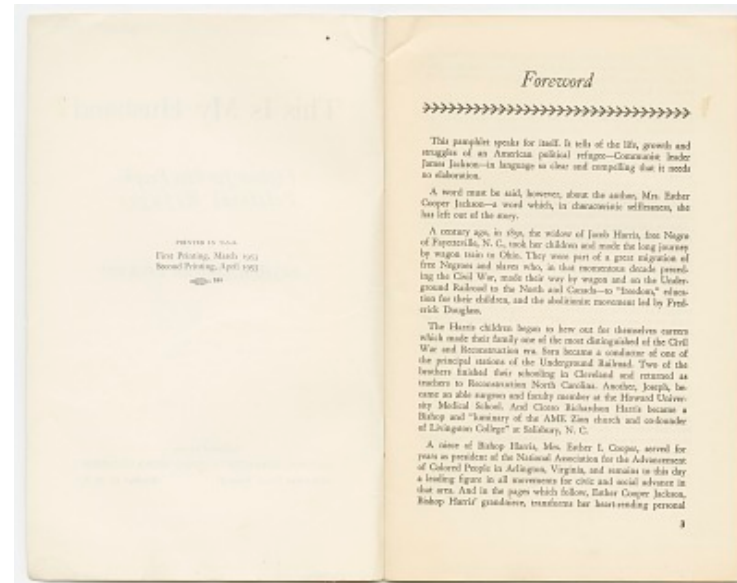 PRINTED IN U.S.A.
First Printing, March 1953
Second Printing, April 1953
Foreword
This pamphlet speaks for itself. It tells of the life, growth and
struggles of an American political refugee—Communist leader
James Jackson—in language so clear and compelling that it needs
no elaboration.
A word must be said, however, about the author, Mrs. Esther
Cooper Jackson—a word which, in characteristic selflessness, she
has left out of the story.
A century ago, in 1850, the widow of Jacob Harris, free Negro
of Fayetteville, N. C., took her children and made the long journey
by wagon train to Ohio. They were part of a great migration of
free Negroes and slaves who, in that momentous decade preced-
ing the Civil War, made their way by wagon and on the Under-
ground Railroad to the North and Canada—to "freedom," educa-
tion for their children, and the abolitionist movement led by Fred-
erick Douglass.
The Harris children began to hew out for themselves careers
which made their family one of the most distinguished of the Civil
War and Reconstruction era. Sara became a conductor of one of
the principal stations of the Underground Railroad. Two of the
brothers finished their schooling in Cleveland and returned as
teachers to Reconstruction North Carolina. Another, Joseph, be-
came an able surgeon and faculty member at the Howard Univer-
sity Medical School. And Cicero Richardson Harris became a
Bishop and "luminary of the AME Zion church and co-founder
of Livingston College" at Salisbury, N. C.
A niece of Bishop Harris, Mrs. Esther I. Cooper, served for
years as president of the National Association for the Advancement
of Colored People in Arlington, Virginia, and remains to this day
a leading figure in all movements for civic and social advance in
that area. And in the pages which follow, Esther Cooper Jackson,
Bishop Harris' grandniece, transforms her heart-rending personal
3